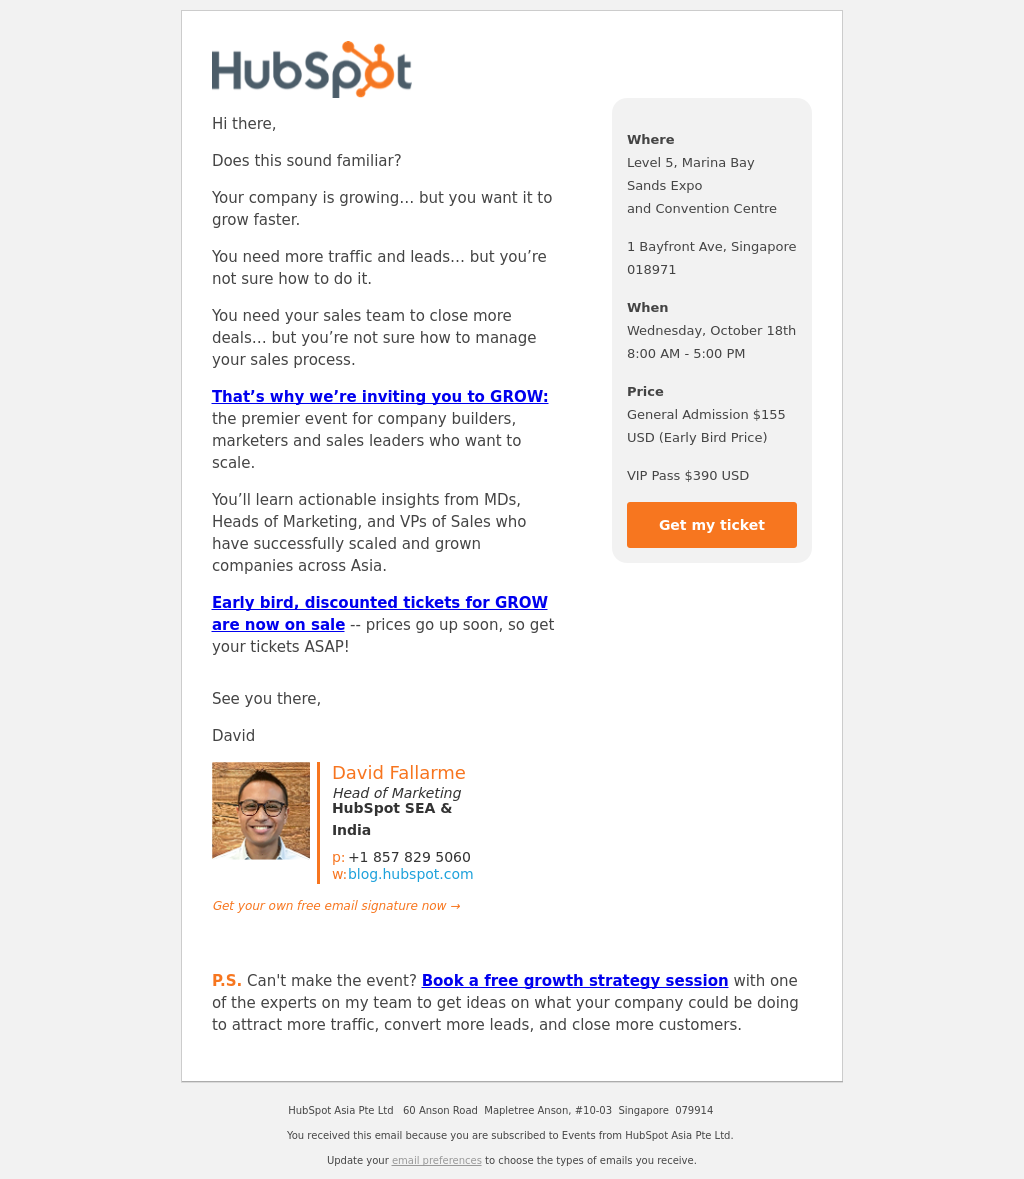 HubSpot
Hi there,
Does this sound familiar?
Your company is growing… but you want it to
grow faster.
You need more traffic and leads… but you’re
not sure how to do it.
You need your sales team to close more
deals… but you’re not sure how to manage
your sales process.
That’s why we’re inviting you to GROW:
the premier event for company builders,
marketers and sales leaders who want to
scale.
You’ll learn actionable insights from MDs,
Heads of Marketing, and VPs of Sales who
have successfully scaled and grown
companies across Asia.
Early bird, discounted tickets for GROW
are now on sale -- prices go up soon, so get
your tickets ASAP!
See you there,
David
Where
Level 5, Marina Bay
Sands Expo
and Convention Centre
1 Bayfront Ave, Singapore
018971
When
Wednesday, October 18th
8:00 AM - 5:00 PM
Price
General Admission $155
USD (Early Bird Price)
VIP Pass $390 USD
Get my ticket
David Fallarme
Head of Marketing
HubSpot SEA &
India
p: +1 857 829 5060
w: blog.hubspot.com
Get your own free email signature now →
P.S. Can't make the event? Book a free growth strategy session with one
of the experts on my team to get ideas on what your company could be doing
to attract more traffic, convert more leads, and close more customers.
HubSpot Asia Pte Ltd   60 Anson Road  Mapletree Anson, #10-03  Singapore  079914
You received this email because you are subscribed to Events from HubSpot Asia Pte Ltd.
Update your email preferences to choose the types of emails you receive.